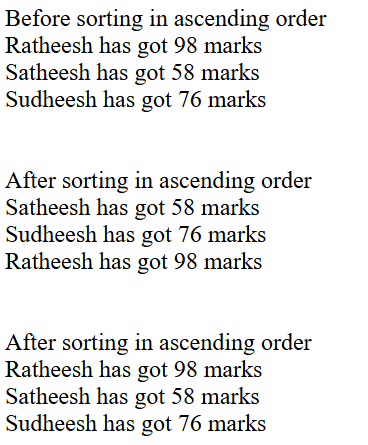 Before sorting in ascending order
Ratheesh has got 98 marks
Satheesh has got 58 marks
Sudheesh has got 76 marks
After sorting in ascending order
Satheesh has got 58 marks
Sudheesh has got 76 marks
Ratheesh has got 98 marks
After sorting in ascending order
Ratheesh has got 98 marks
Satheesh has got 58 marks
Sudheesh has got 76 marks